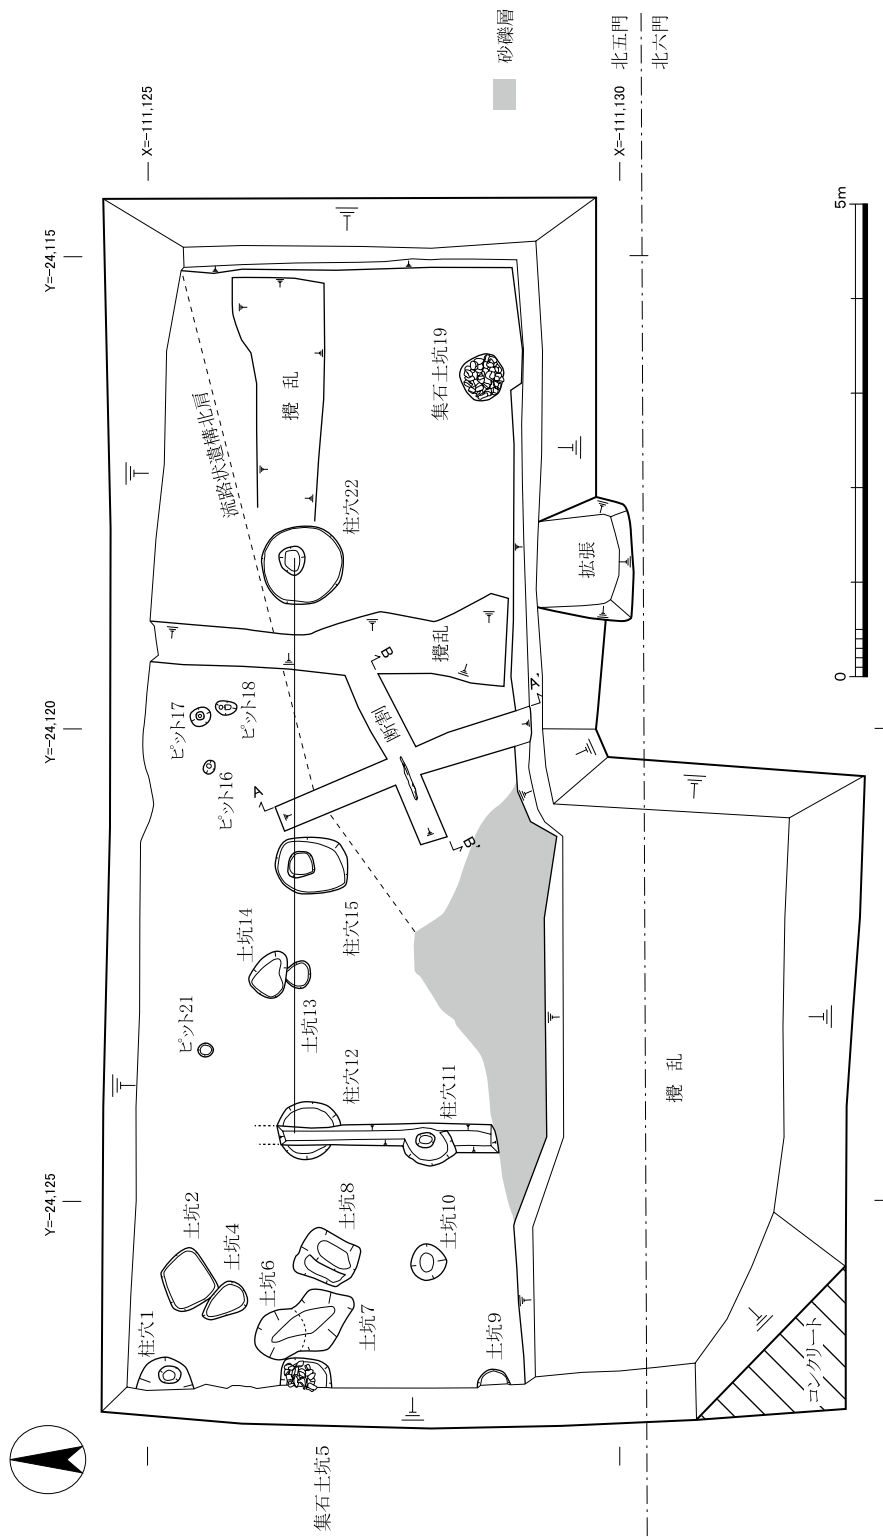 Y=-24,125
Y=-24,120
Y=-24,115
X=-111,125
X=-111,130
柱穴1
土坑2
土坑4
集石土坑5
土坑6
土坑7
土坑8
土坑9
土坑10
柱穴11
柱穴12
土坑13
土坑14
柱穴15
ピット16
ピット17
ピット18
集石土坑19
ピット21
柱穴22
流路状遺構北肩
攪乱
攪乱
断割
A
A'
B
B'
拡張
攪乱
コンクリート
砂礫層
北五門
北六門
0
5m